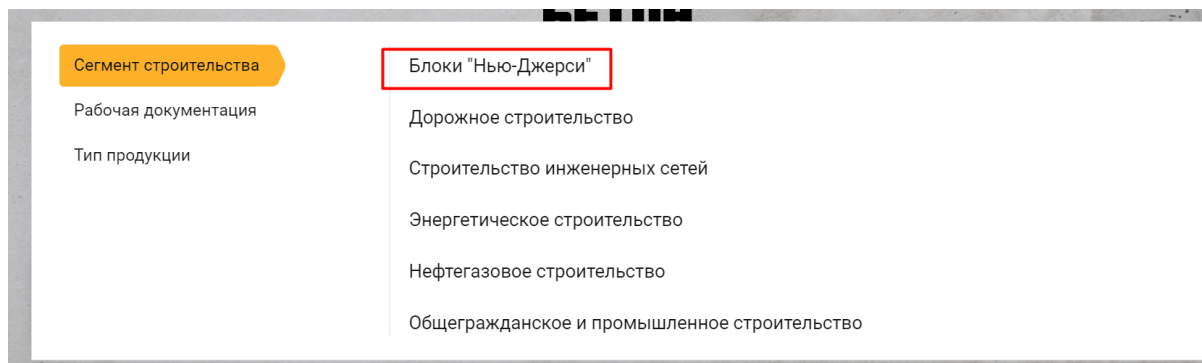 Сегмент строительства
Рабочая документация
Тип продукции
Блоки "Нью-Джерси"
Дорожное строительство
Строительство инженерных сетей
Энергетическое строительство
Нефтегазовое строительство
Общегражданское и промышленное строительство